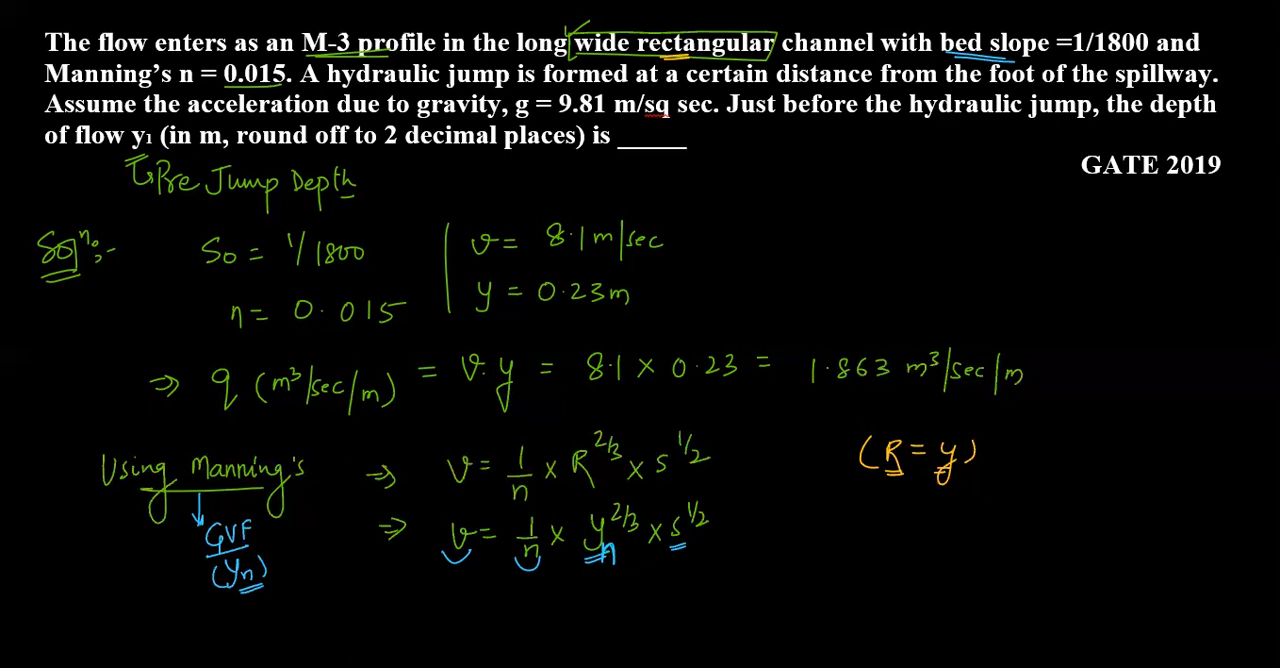 The flow enters as an M-3 profile in the long wide rectangular channel with bed slope =1/1800 and
Manning's n = 0.015. A hydraulic jump is formed at a certain distance from the foot of the spillway.
Assume the acceleration due to gravity, g = 9.81 m/sq sec. Just before the hydraulic jump, the depth
of flow y₁ (in m, round off to 2 decimal places) is _____
GATE 2019
↳ Pre Jump Depth
Solⁿ:-
S₀ = 1/1800
v = 8.1 m/sec
y = 0.23m
n = 0.015
⇒ q (m³/sec/m) = v.y = 8.1 × 0.23 = 1.863 m³/sec/m
Using Manning's ⇒ v = 1/n × R^2/3 × s^1/2 (R = y)
⇒ v = 1/n × yn^2/3 × s^1/2
GVF
(yn)